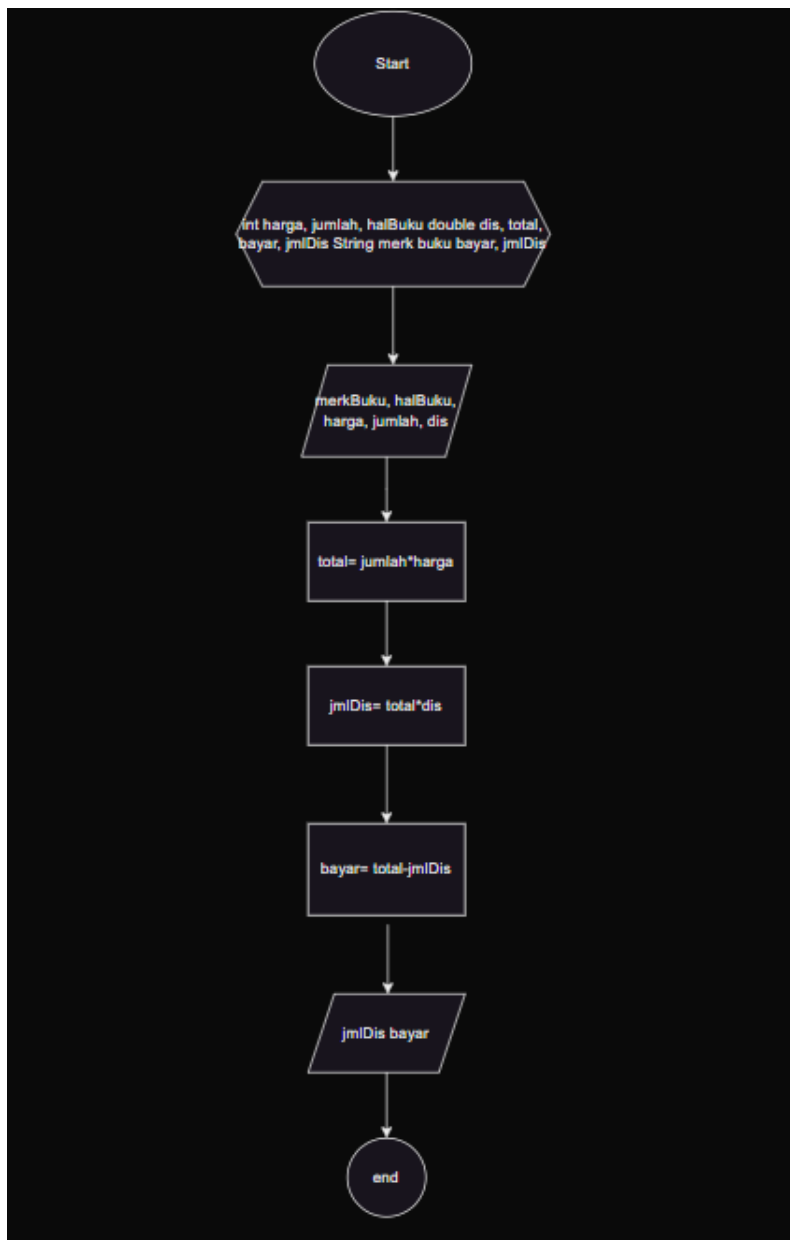 Start
int harga, jumlah, halBuku double dis, total,
bayar, jmlDis String merk buku bayar, jmlDis
merkBuku, halBuku,
harga, jumlah, dis
total= jumlah*harga
jmlDis= total*dis
bayar= total-jmlDis
jmlDis bayar
end